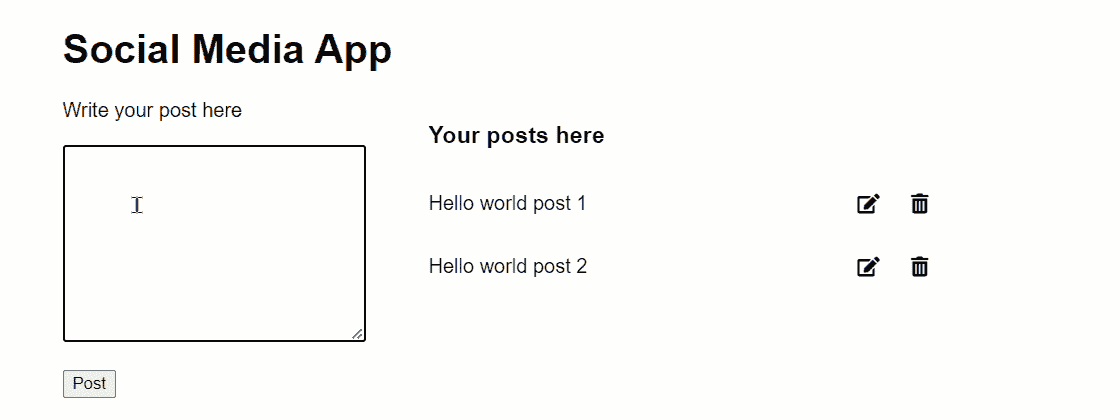 Social Media App
Write your post here
Post
Your posts here
Hello world post 1
Hello world post 2